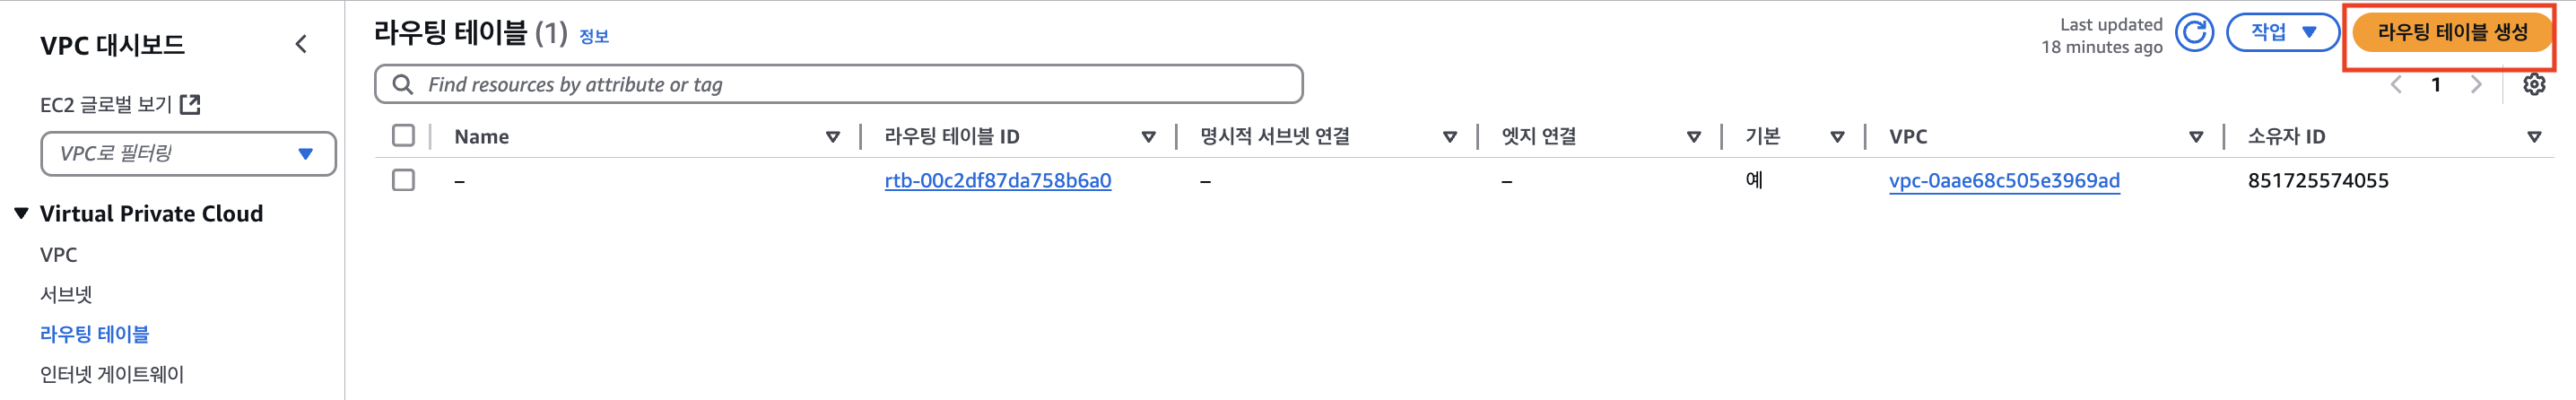 VPC 대시보드
EC2 글로벌 보기
VPC로 필터링
Virtual Private Cloud
VPC
서브넷
라우팅 테이블
인터넷 게이트웨이
라우팅 테이블 (1) 정보
Last updated
18 minutes ago
작업
라우팅 테이블 생성
Find resources by attribute or tag
1
Name 라우팅 테이블 ID 명시적 서브넷 연결 엣지 연결 기본 VPC 소유자 ID
– rtb-00c2df87da758b6a0 – – 예 vpc-0aae68c505e3969ad 851725574055